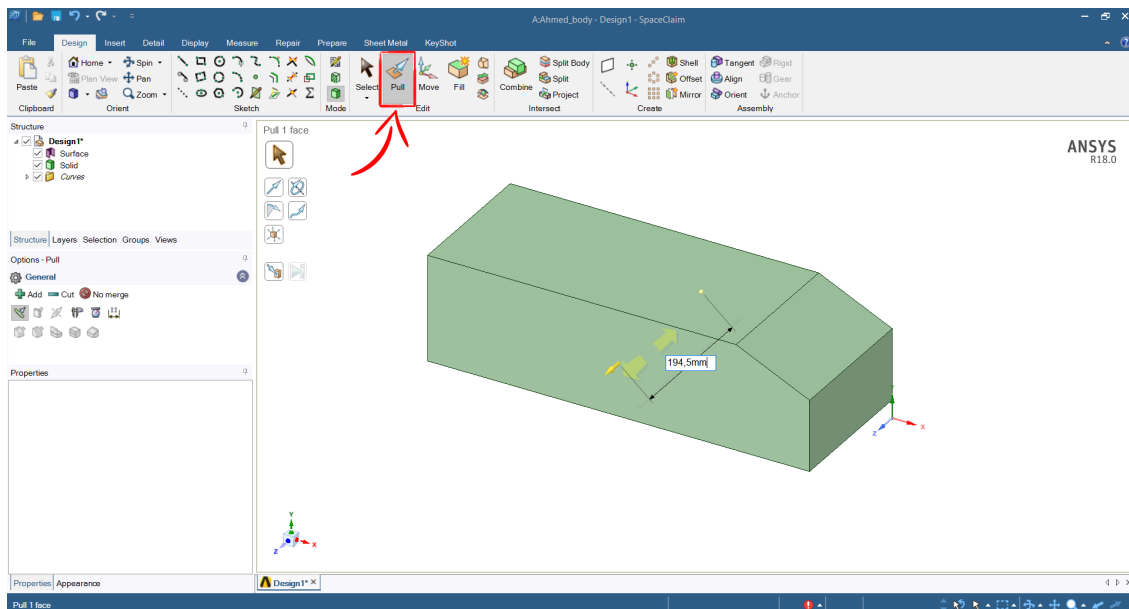 A:Ahmed_body - Design1 - SpaceClaim
File Design Insert Detail Display Measure Repair Prepare Sheet Metal KeyShot
Paste
Clipboard
Home Spin
Plan View Pan
Zoom
Orient
Sketch
Mode
Select Pull Move Fill
Edit
Combine
Split Body
Split
Project
Intersect
Shell
Offset
Mirror
Create
Tangent Rigid
Align Gear
Orient Anchor
Assembly
Structure
Design1*
Surface
Solid
Curves
Structure Layers Selection Groups Views
Options - Pull
General
Add Cut No merge
Properties
Properties Appearance
Pull 1 face
ANSYS
R18.0
194,5mm
Y
X
Z
Y
X
Z
Design1*
Pull 1 face